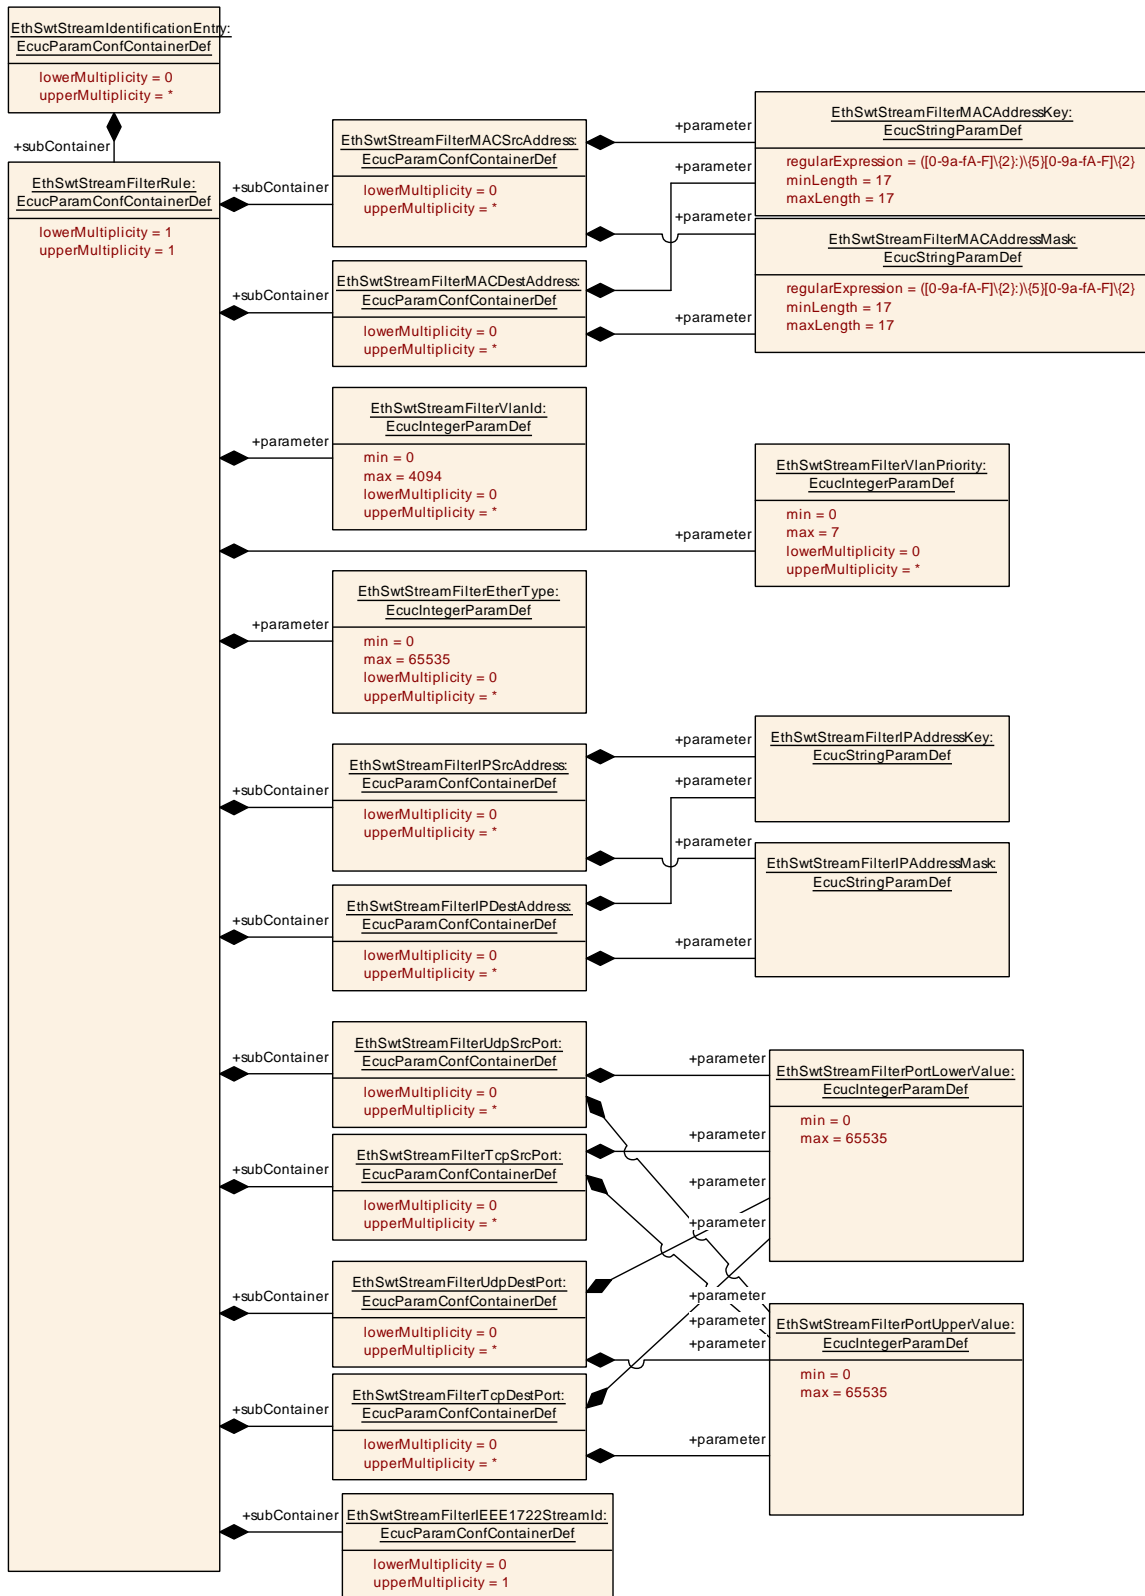 EthSwtStreamIdentificationEntry:
EcucParamConfContainerDef
lowerMultiplicity = 0
upperMultiplicity = *
+subContainer
EthSwtStreamFilterRule:
EcucParamConfContainerDef
lowerMultiplicity = 1
upperMultiplicity = 1
+subContainer
EthSwtStreamFilterMACSrcAddress:
EcucParamConfContainerDef
lowerMultiplicity = 0
upperMultiplicity = *
+parameter
+parameter
EthSwtStreamFilterMACAddressKey:
EcucStringParamDef
regularExpression = ([0-9a-fA-F]\{2}:)\{5}[0-9a-fA-F]\{2}
minLength = 17
maxLength = 17
+parameter
EthSwtStreamFilterMACAddressMask:
EcucStringParamDef
regularExpression = ([0-9a-fA-F]\{2}:)\{5}[0-9a-fA-F]\{2}
minLength = 17
maxLength = 17
+subContainer
EthSwtStreamFilterMACDestAddress:
EcucParamConfContainerDef
lowerMultiplicity = 0
upperMultiplicity = *
+parameter
+parameter
EthSwtStreamFilterVlanId:
EcucIntegerParamDef
min = 0
max = 4094
lowerMultiplicity = 0
upperMultiplicity = *
+parameter
EthSwtStreamFilterVlanPriority:
EcucIntegerParamDef
min = 0
max = 7
lowerMultiplicity = 0
upperMultiplicity = *
+parameter
EthSwtStreamFilterEtherType:
EcucIntegerParamDef
min = 0
max = 65535
lowerMultiplicity = 0
upperMultiplicity = *
+subContainer
EthSwtStreamFilterIPSrcAddress:
EcucParamConfContainerDef
lowerMultiplicity = 0
upperMultiplicity = *
+parameter
+parameter
EthSwtStreamFilterIPAddressKey:
EcucStringParamDef
+parameter
EthSwtStreamFilterIPAddressMask:
EcucStringParamDef
+subContainer
EthSwtStreamFilterIPDestAddress:
EcucParamConfContainerDef
lowerMultiplicity = 0
upperMultiplicity = *
+parameter
+subContainer
EthSwtStreamFilterUdpSrcPort:
EcucParamConfContainerDef
lowerMultiplicity = 0
upperMultiplicity = *
+parameter
EthSwtStreamFilterPortLowerValue:
EcucIntegerParamDef
min = 0
max = 65535
+subContainer
EthSwtStreamFilterTcpSrcPort:
EcucParamConfContainerDef
lowerMultiplicity = 0
upperMultiplicity = *
+parameter
+parameter
+parameter
+subContainer
EthSwtStreamFilterUdpDestPort:
EcucParamConfContainerDef
lowerMultiplicity = 0
upperMultiplicity = *
+parameter
+parameter
+parameter
EthSwtStreamFilterPortUpperValue:
EcucIntegerParamDef
min = 0
max = 65535
+subContainer
EthSwtStreamFilterTcpDestPort:
EcucParamConfContainerDef
lowerMultiplicity = 0
upperMultiplicity = *
+parameter
+subContainer
EthSwtStreamFilterIEEE1722StreamId:
EcucParamConfContainerDef
lowerMultiplicity = 0
upperMultiplicity = 1